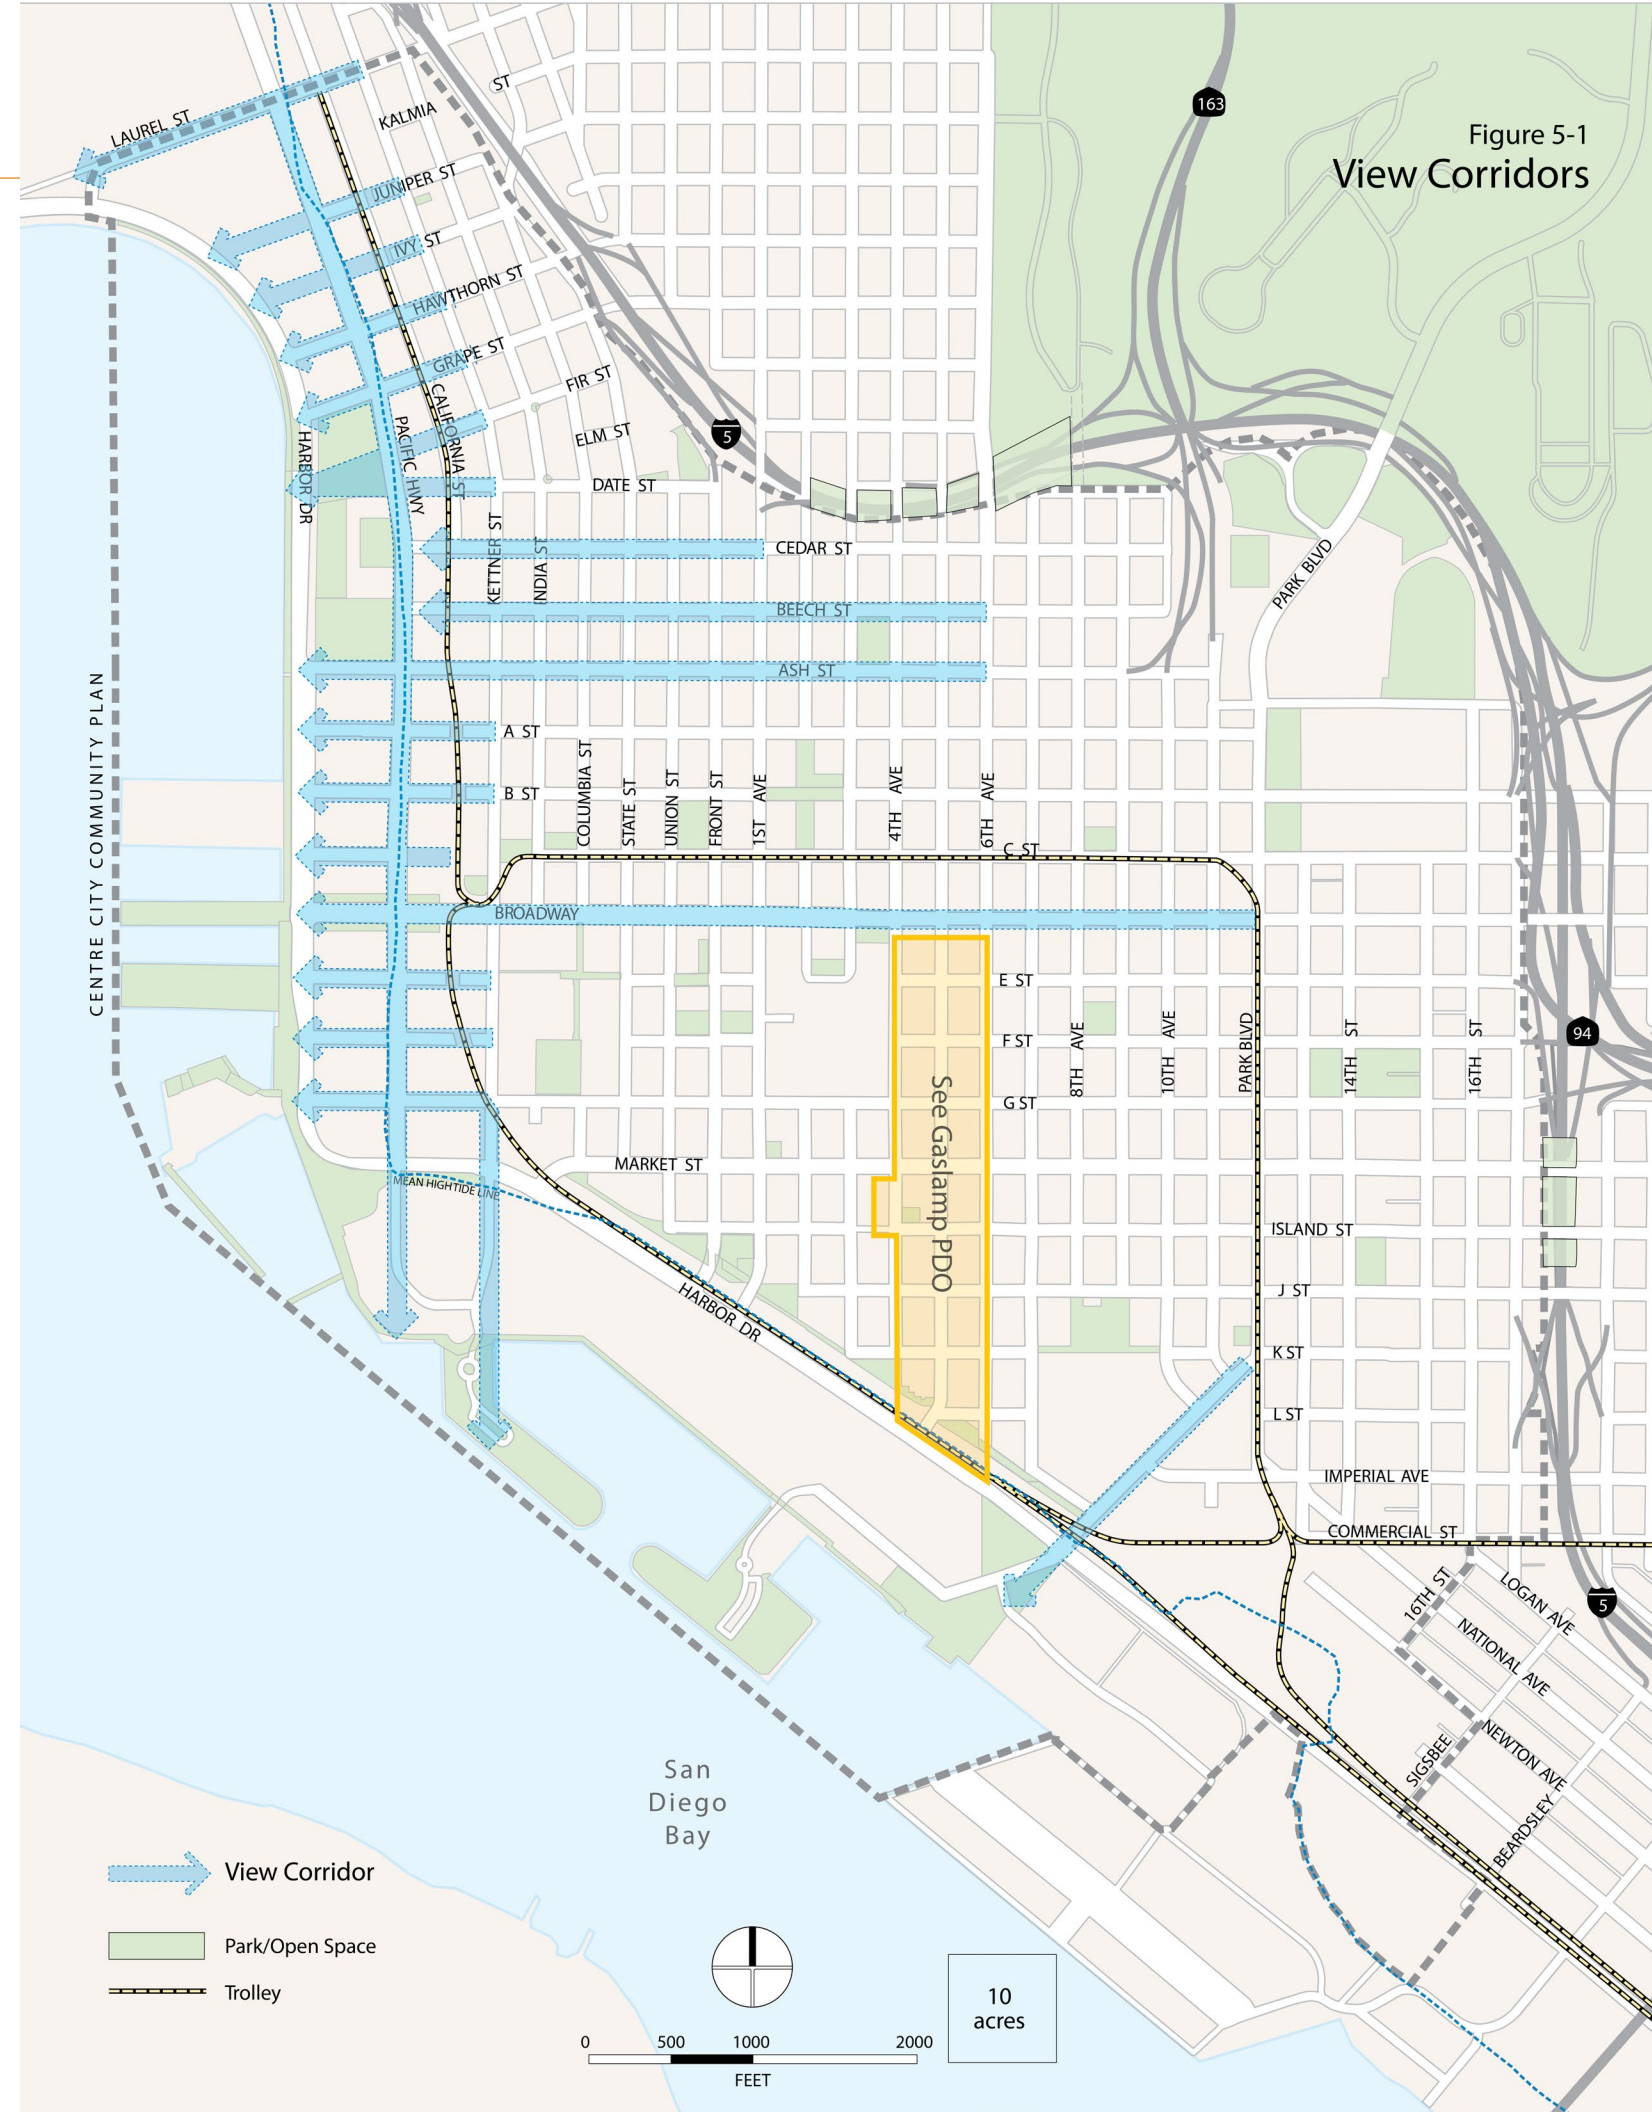 Figure 5-1
View Corridors
163
LAUREL ST
ST
KALMIA
JUNIPER ST
IVY ST
HAWTHORN ST
GRAPE ST
FIR ST
ELM ST
DATE ST
5
HARBOR DR
PACIFIC HWY
CALIFORNIA ST
KETTNER ST
INDIA ST
CEDAR ST
BEECH ST
ASH ST
PARK BLVD
CENTRE CITY COMMUNITY PLAN
A ST
B ST
COLUMBIA ST
STATE ST
UNION ST
FRONT ST
1ST AVE
4TH AVE
6TH AVE
C ST
BROADWAY
E ST
F ST
G ST
8TH AVE
10TH AVE
PARK BLVD
14TH ST
16TH ST
94
See Gaslamp PDO
MARKET ST
MEAN HIGHTIDE LINE
HARBOR DR
ISLAND ST
J ST
K ST
L ST
IMPERIAL AVE
COMMERCIAL ST
16TH ST
LOGAN AVE
5
NATIONAL AVE
NEWTON AVE
SIGSBEE
BEARDSLEY
San
Diego
Bay
View Corridor
Park/Open Space
Trolley
10
acres
0 500 1000 2000
FEET